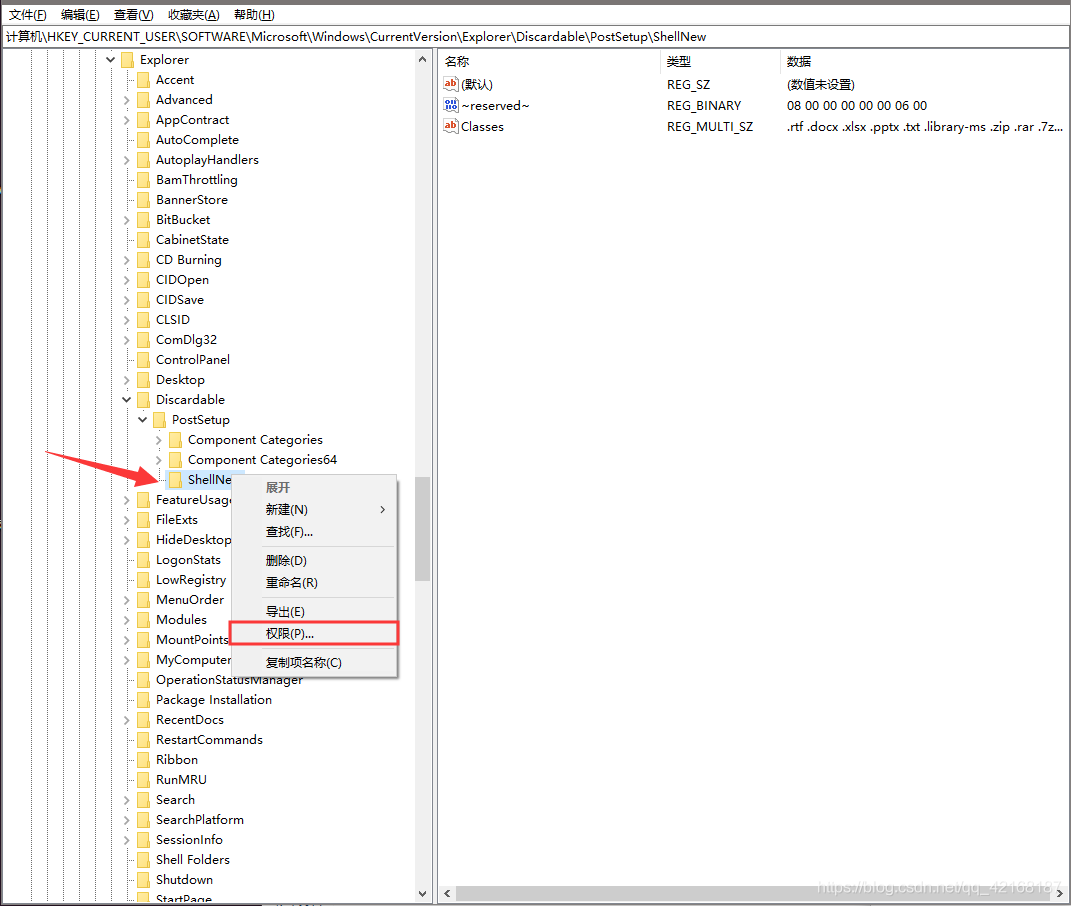 文件(F) 编辑(E) 查看(V) 收藏夹(A) 帮助(H)
计算机\HKEY_CURRENT_USER\SOFTWARE\Microsoft\Windows\CurrentVersion\Explorer\Discardable\PostSetup\ShellNew
Explorer
Accent
Advanced
AppContract
AutoComplete
AutoplayHandlers
BamThrottling
BannerStore
BitBucket
CabinetState
CD Burning
CIDOpen
CIDSave
CLSID
ComDlg32
ControlPanel
Desktop
Discardable
PostSetup
Component Categories
Component Categories64
ShellNe
FeatureUsage
FileExts
HideDesktop
LogonStats
LowRegistry
MenuOrder
Modules
MountPoints
MyComputer
OperationStatusManager
Package Installation
RecentDocs
RestartCommands
Ribbon
RunMRU
Search
SearchPlatform
SessionInfo
Shell Folders
Shutdown
StartPage
展开
新建(N)
查找(F)...
删除(D)
重命名(R)
导出(E)
权限(P)...
复制项名称(C)
名称 类型 数据
(默认) REG_SZ (数值未设置)
~reserved~ REG_BINARY 08 00 00 00 00 00 06 00
Classes REG_MULTI_SZ .rtf .docx .xlsx .pptx .txt .library-ms .zip .rar .7z...
https://blog.csdn.net/qq_42168187